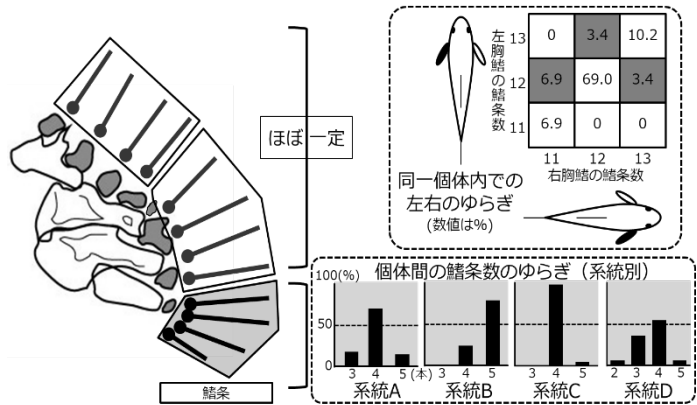 ほぼ一定
鰭条
左胸鰭の鰭条数
13
12
11
0
3.4
10.2
6.9
69.0
3.4
6.9
0
0
11
12
13
右胸鰭の鰭条数
同一個体内での
左右のゆらぎ
(数値は%)
個体間の鰭条数のゆらぎ（系統別）
100(%)
50
3 4 5 (本)
系統A
3 4 5
系統B
3 4 5
系統C
2 3 4 5
系統D